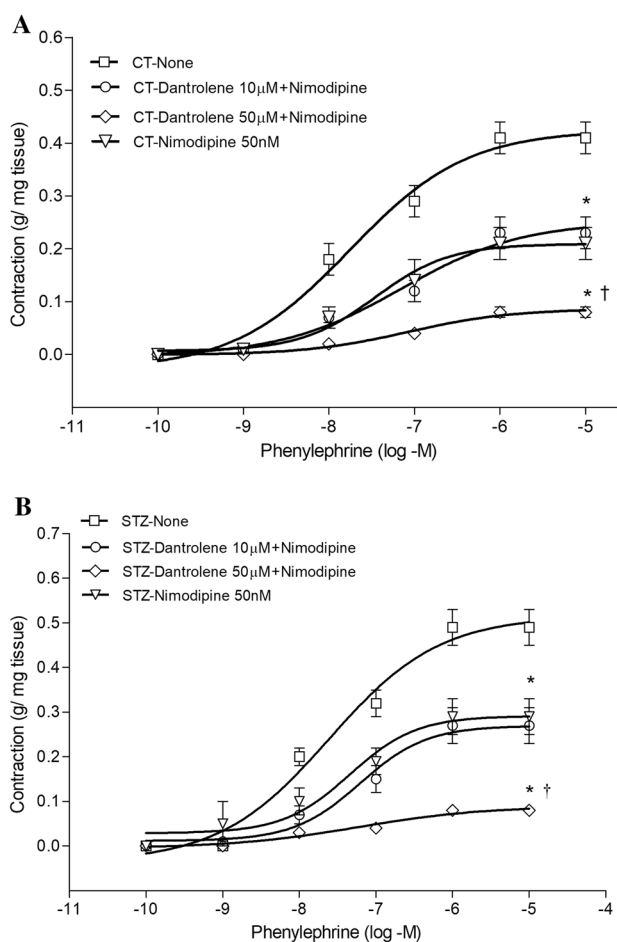 A
0.6
0.5
0.4
0.3
0.2
0.1
0.0
Contraction (g/ mg tissue)
CT-None
CT-Dantrolene 10μM+Nimodipine
CT-Dantrolene 50μM+Nimodipine
CT-Nimodipine 50nM
*
* †
-11 -10 -9 -8 -7 -6 -5
Phenylephrine (log -M)
B
0.7
0.6
0.5
0.4
0.3
0.2
0.1
0.0
Contraction (g/ mg tissue)
STZ-None
STZ-Dantrolene 10μM+Nimodipine
STZ-Dantrolene 50μM+Nimodipine
STZ-Nimodipine 50nM
*
* †
-11 -10 -9 -8 -7 -6 -5 -4
Phenylephrine (log -M)